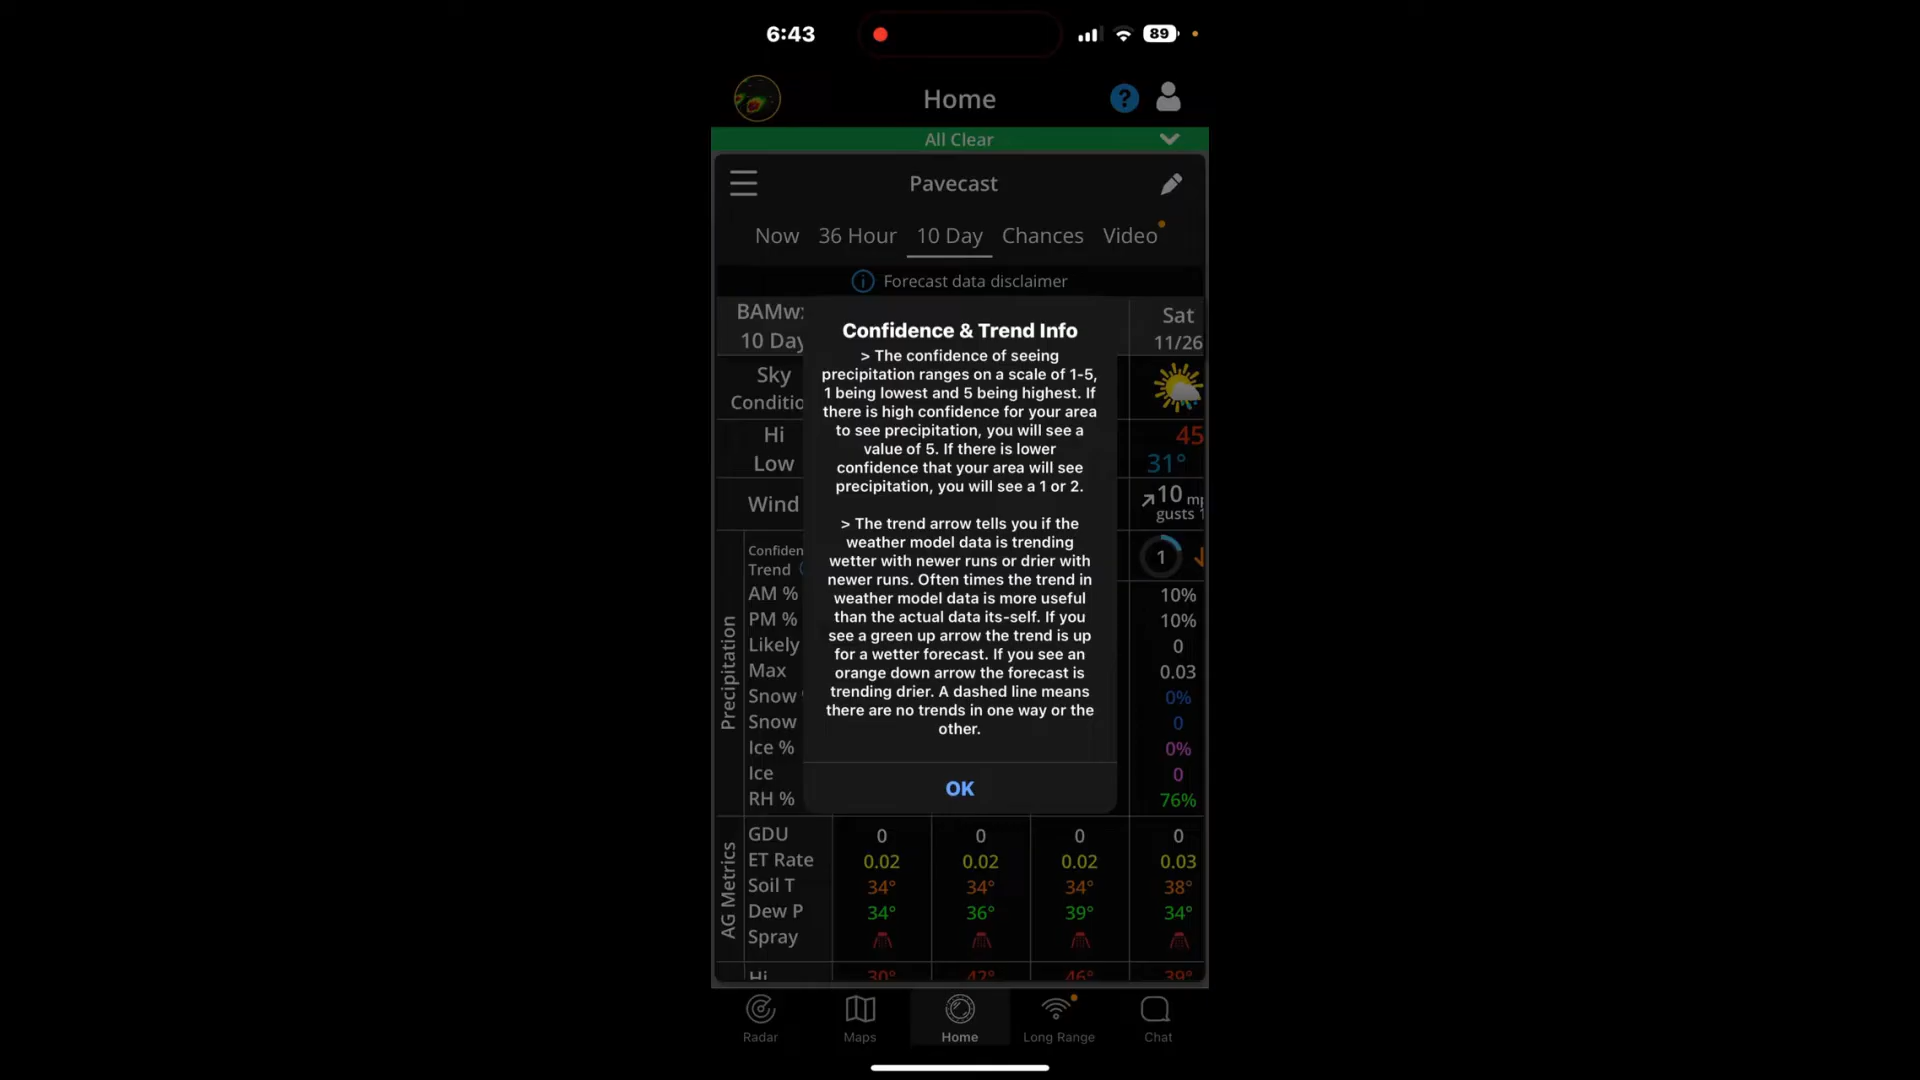 6:43
89
Home
?
All Clear
Pavecast
Now 36 Hour 10 Day Chances Video
Forecast data disclaimer
BAMwx
10 Day
Sat
11/26
Sky
Conditio
Hi
Low
45
31°
Wind
10 mp
gusts 1
Confidence & Trend Info
> The confidence of seeing
precipitation ranges on a scale of 1-5,
1 being lowest and 5 being highest. If
there is high confidence for your area
to see precipitation, you will see a
value of 5. If there is lower
confidence that your area will see
precipitation, you will see a 1 or 2.
> The trend arrow tells you if the
weather model data is trending
wetter with newer runs or drier with
newer runs. Often times the trend in
weather model data is more useful
than the actual data its-self. If you
see a green up arrow the trend is up
for a wetter forecast. If you see an
orange down arrow the forecast is
trending drier. A dashed line means
there are no trends in one way or the
other.
OK
Precipitation
Confiden
Trend
1
AM % 10%
PM % 10%
Likely 0
Max 0.03
Snow 0%
Snow 0
Ice % 0%
Ice 0
RH % 76%
AG Metrics
GDU 0 0 0 0
ET Rate 0.02 0.02 0.02 0.03
Soil T 34° 34° 34° 38°
Dew P 34° 36° 39° 34°
Spray
Hi 30° 42° 46° 39°
Radar Maps Home Long Range Chat